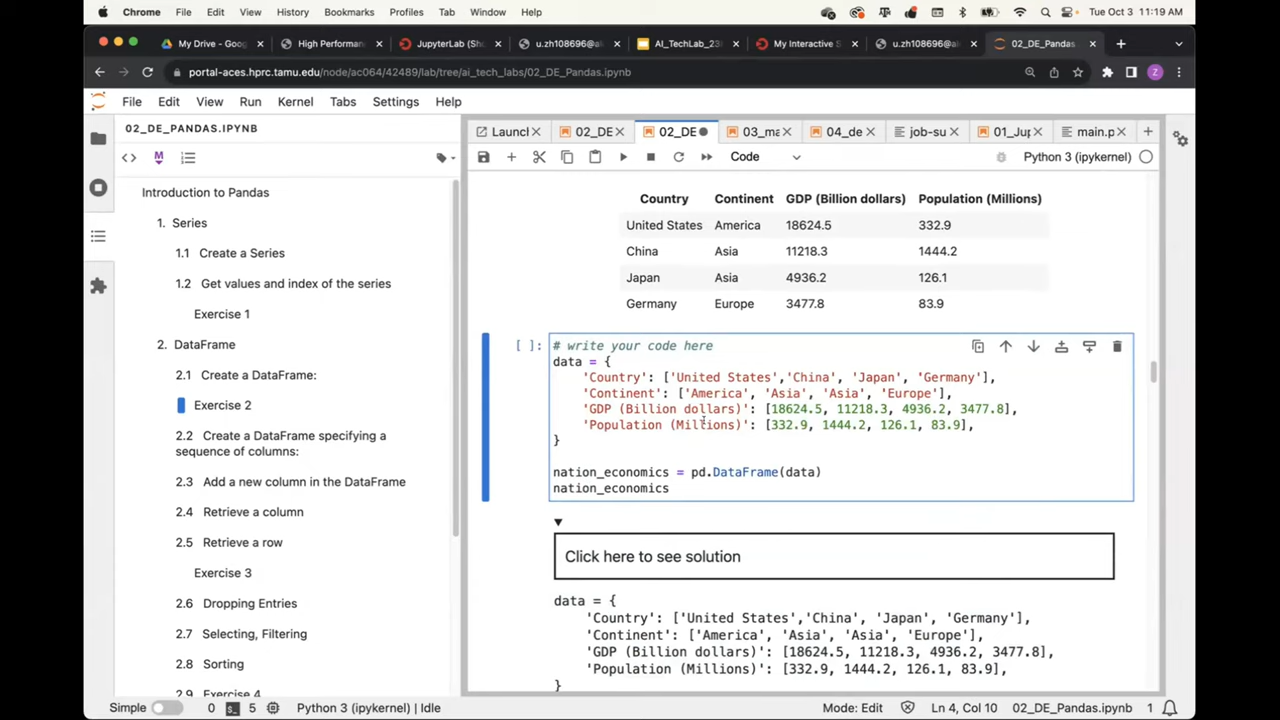 Chrome File Edit View History Bookmarks Profiles Tab Window Help Tue Oct 3 11:19 AM
My Drive - Goo High Performan JupyterLab (Sho u.zh108696@al AI_TechLab_23 My Interactive S u.zh108696@al 02_DE_Pandas.i
portal-aces.hprc.tamu.edu/node/ac064/42489/lab/tree/ai_tech_labs/02_DE_Pandas.ipynb
Z
File Edit View Run Kernel Tabs Settings Help
02_DE_PANDAS.IPYNB
Launcl 02_DE 02_DE 03_ma 04_de job-su 01_Jup main.p
M
Code Python 3 (ipykernel)
Introduction to Pandas
1. Series
1.1 Create a Series
1.2 Get values and index of the series
Exercise 1
2. DataFrame
2.1 Create a DataFrame:
Exercise 2
2.2 Create a DataFrame specifying a
sequence of columns:
2.3 Add a new column in the DataFrame
2.4 Retrieve a column
2.5 Retrieve a row
Exercise 3
2.6 Dropping Entries
2.7 Selecting, Filtering
2.8 Sorting
2.9 Exercise 4
Country Continent GDP (Billion dollars) Population (Millions)
United States America 18624.5 332.9
China Asia 11218.3 1444.2
Japan Asia 4936.2 126.1
Germany Europe 3477.8 83.9
[ ]: # write your code here
data = {
'Country': ['United States','China', 'Japan', 'Germany'],
'Continent': ['America', 'Asia', 'Asia', 'Europe'],
'GDP (Billion dollars)': [18624.5, 11218.3, 4936.2, 3477.8],
'Population (Millions)': [332.9, 1444.2, 126.1, 83.9],
}
nation_economics = pd.DataFrame(data)
nation_economics
Click here to see solution
data = {
'Country': ['United States','China', 'Japan', 'Germany'],
'Continent': ['America', 'Asia', 'Asia', 'Europe'],
'GDP (Billion dollars)': [18624.5, 11218.3, 4936.2, 3477.8],
'Population (Millions)': [332.9, 1444.2, 126.1, 83.9],
}
Simple 0 5 Python 3 (ipykernel) | Idle Mode: Edit Ln 4, Col 10 02_DE_Pandas.ipynb 1